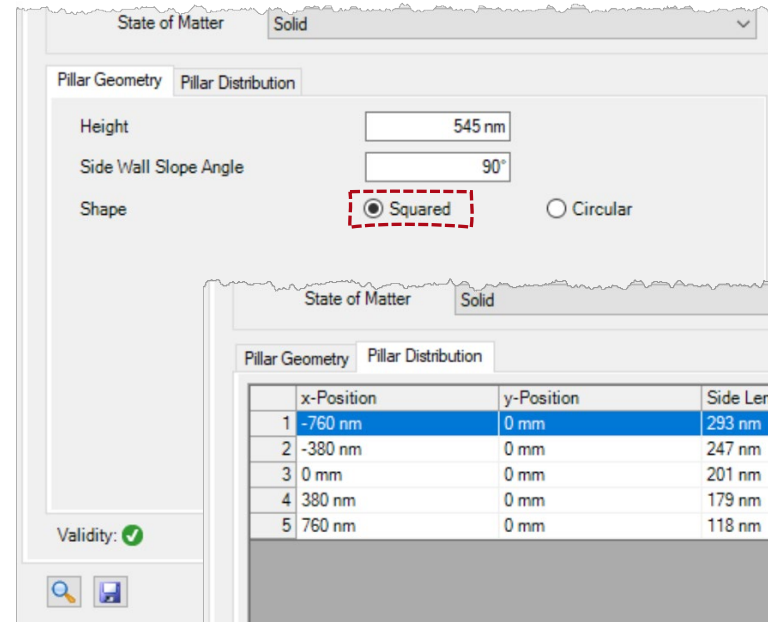 State of Matter Solid
Pillar Geometry Pillar Distribution
Height 545 nm
Side Wall Slope Angle 90°
Shape Squared Circular
Validity:
State of Matter Solid
Pillar Geometry Pillar Distribution
x-Position y-Position Side Ler
1 -760 nm 0 mm 293 nm
2 -380 nm 0 mm 247 nm
3 0 mm 0 mm 201 nm
4 380 nm 0 mm 179 nm
5 760 nm 0 mm 118 nm